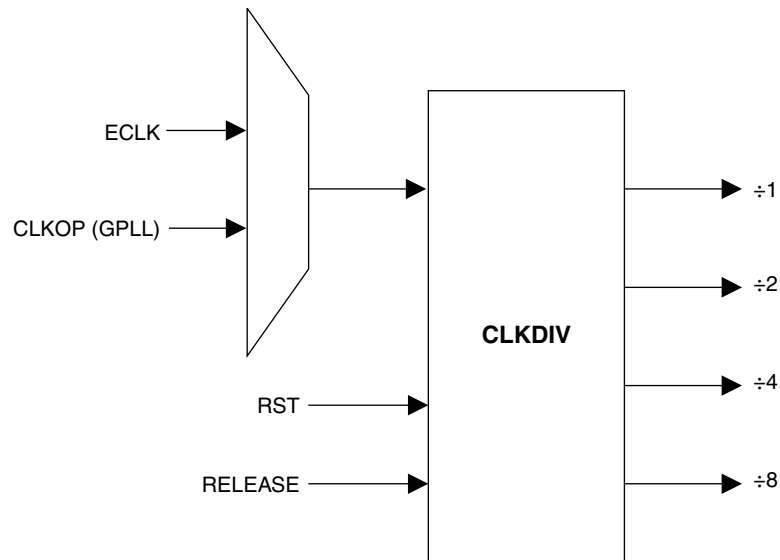 ECLK
CLKOP (GPLL)
RST
RELEASE
CLKDIV
÷1
÷2
÷4
÷8